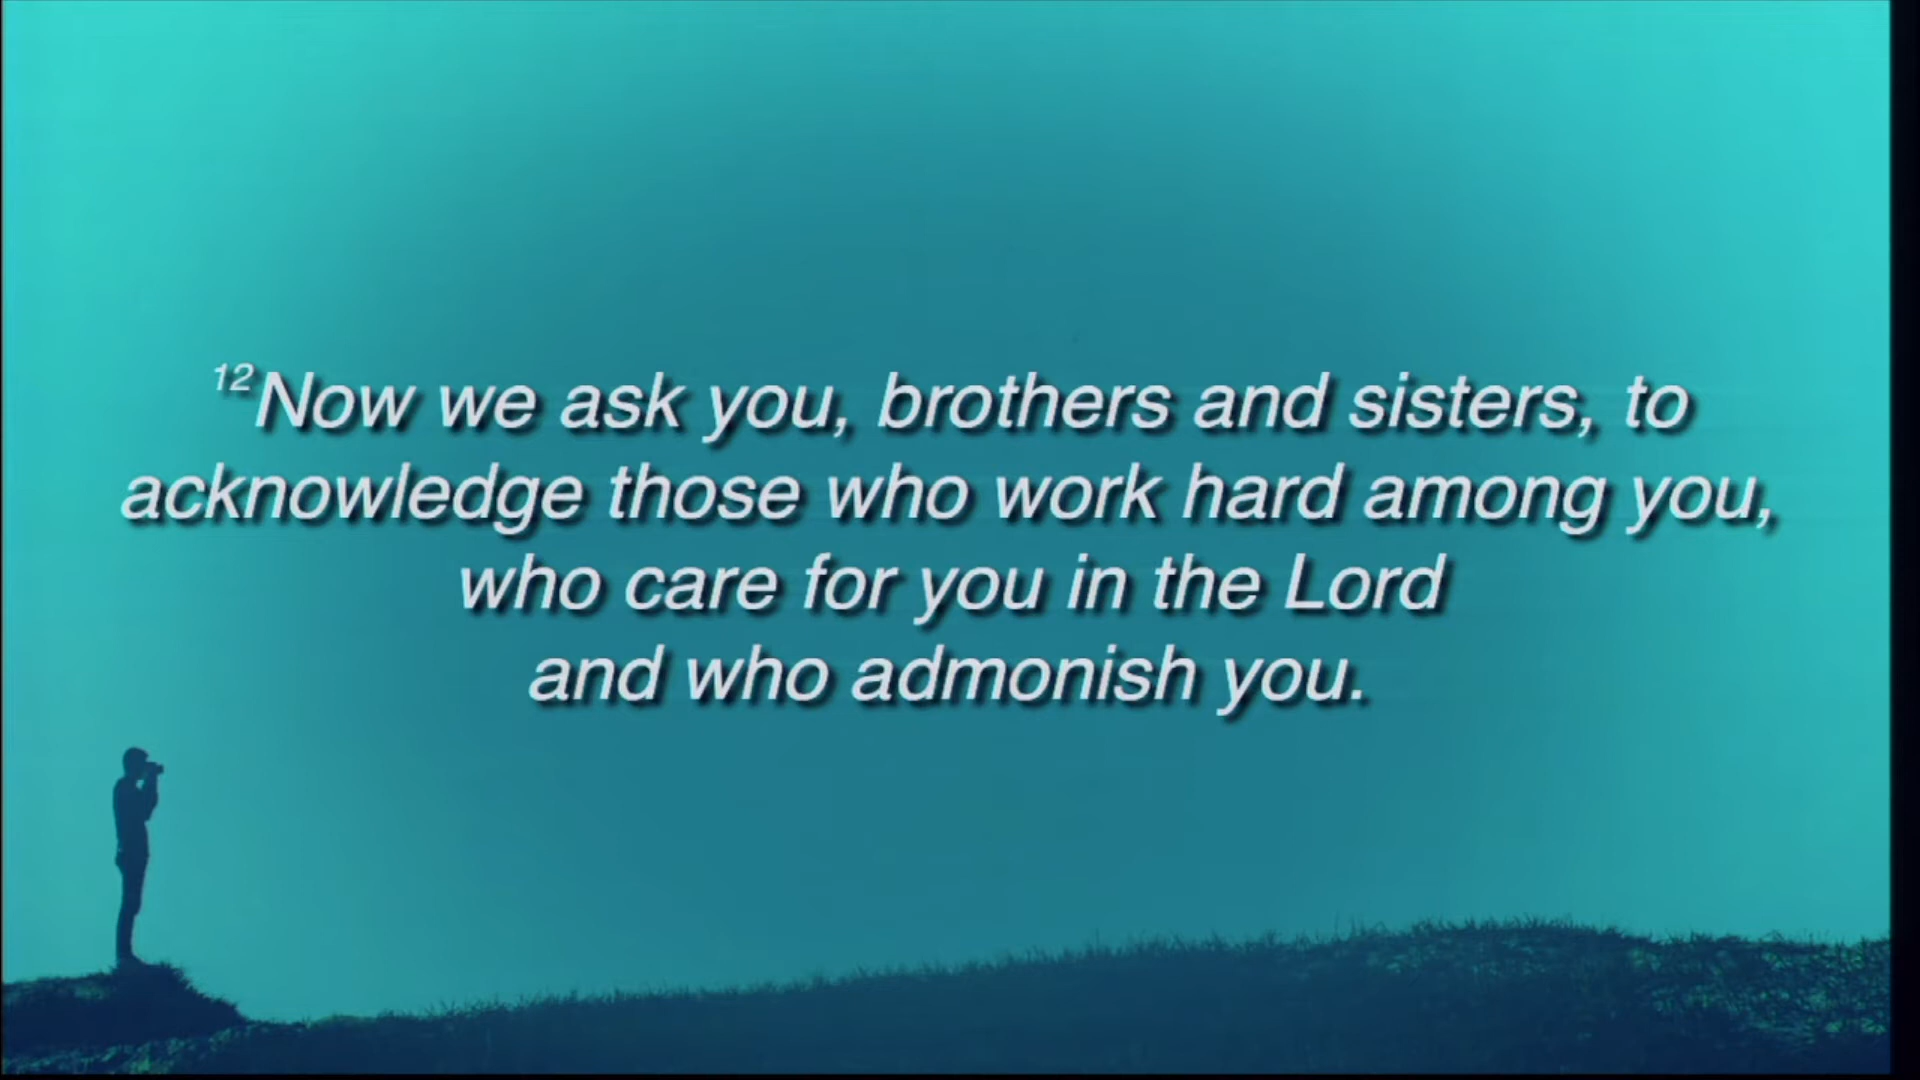 12Now we ask you, brothers and sisters, to
acknowledge those who work hard among you,
who care for you in the Lord
and who admonish you.